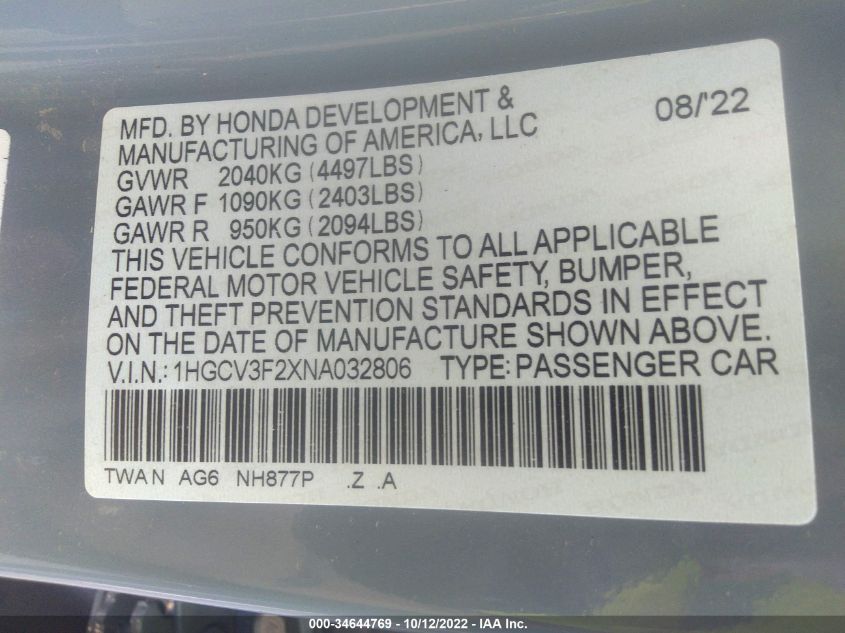 MFD. BY HONDA DEVELOPMENT & 08/'22
MANUFACTURING OF AMERICA, LLC
GVWR 2040KG (4497LBS)
GAWR F 1090KG (2403LBS)
GAWR R 950KG (2094LBS)
THIS VEHICLE CONFORMS TO ALL APPLICABLE
FEDERAL MOTOR VEHICLE SAFETY, BUMPER,
AND THEFT PREVENTION STANDARDS IN EFFECT
ON THE DATE OF MANUFACTURE SHOWN ABOVE.
V.I.N.: 1HGCV3F2XNA032806 TYPE: PASSENGER CAR
TWA N AG6 NH877P .Z .A
000-34644769 - 10/12/2022 - IAA Inc.